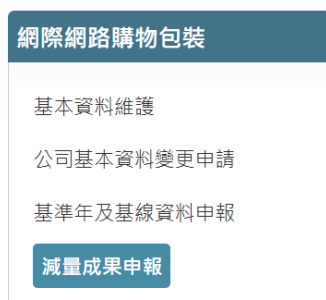 網際網路購物包裝
基本資料維護
公司基本資料變更申請
基準年及基線資料申報
減量成果申報